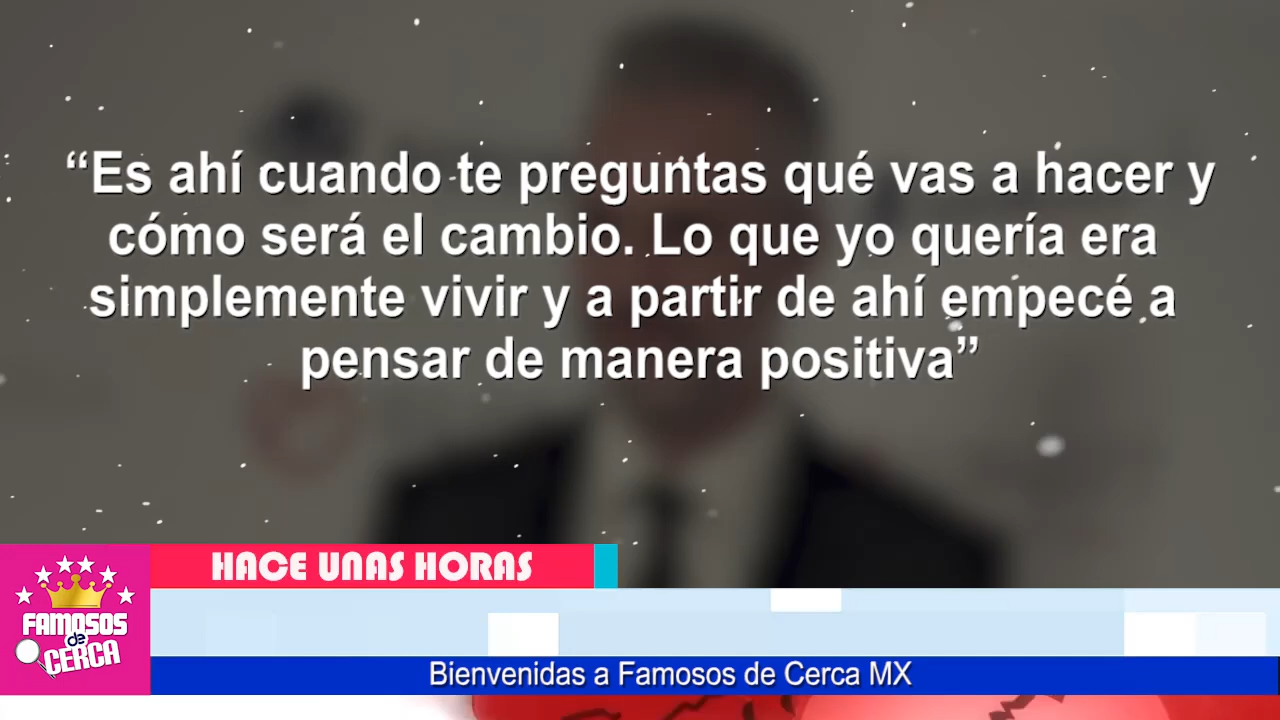 “Es ahí cuando te preguntas qué vas a hacer y
cómo será el cambio. Lo que yo quería era
simplemente vivir y a partir de ahí empecé a
pensar de manera positiva”
HACE UNAS HORAS
FAMOSOS
de
CERCA
Bienvenidas a Famosos de Cerca MX